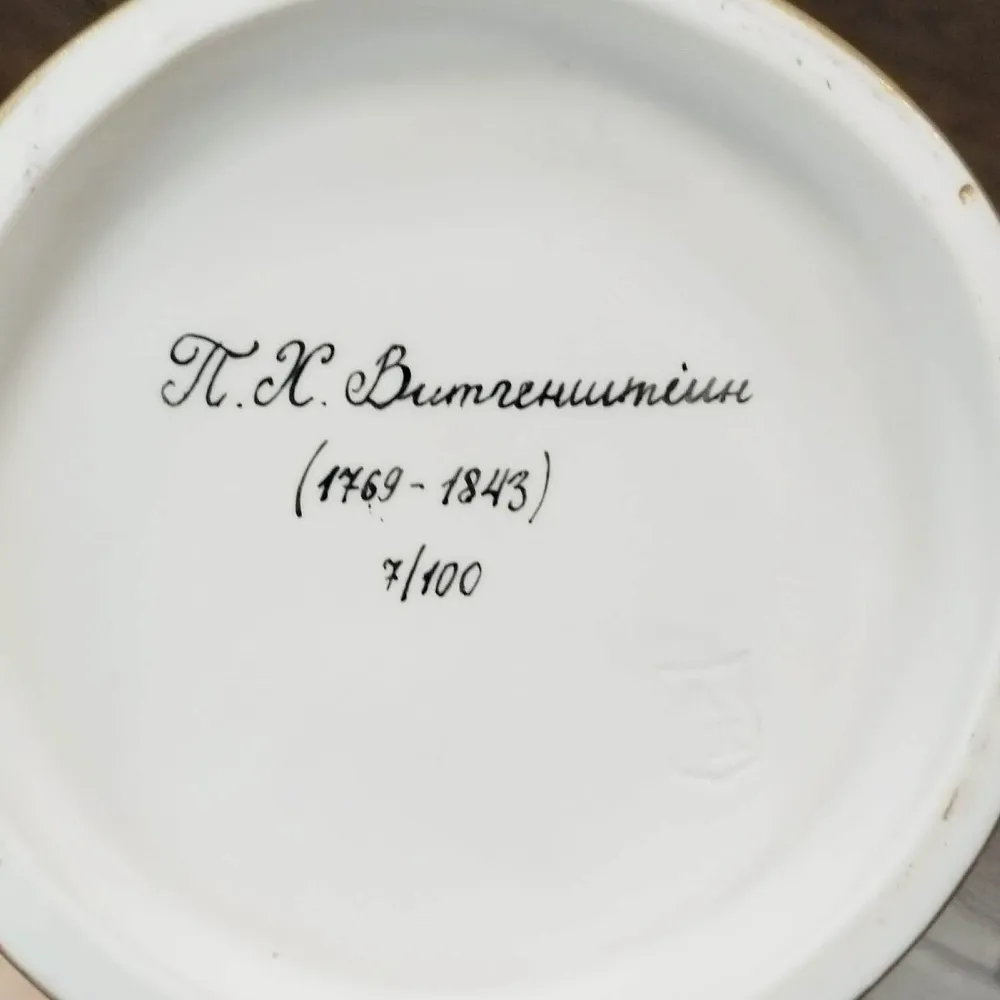 П. Х. Витгенштейн
(1769 - 1843)
7/100